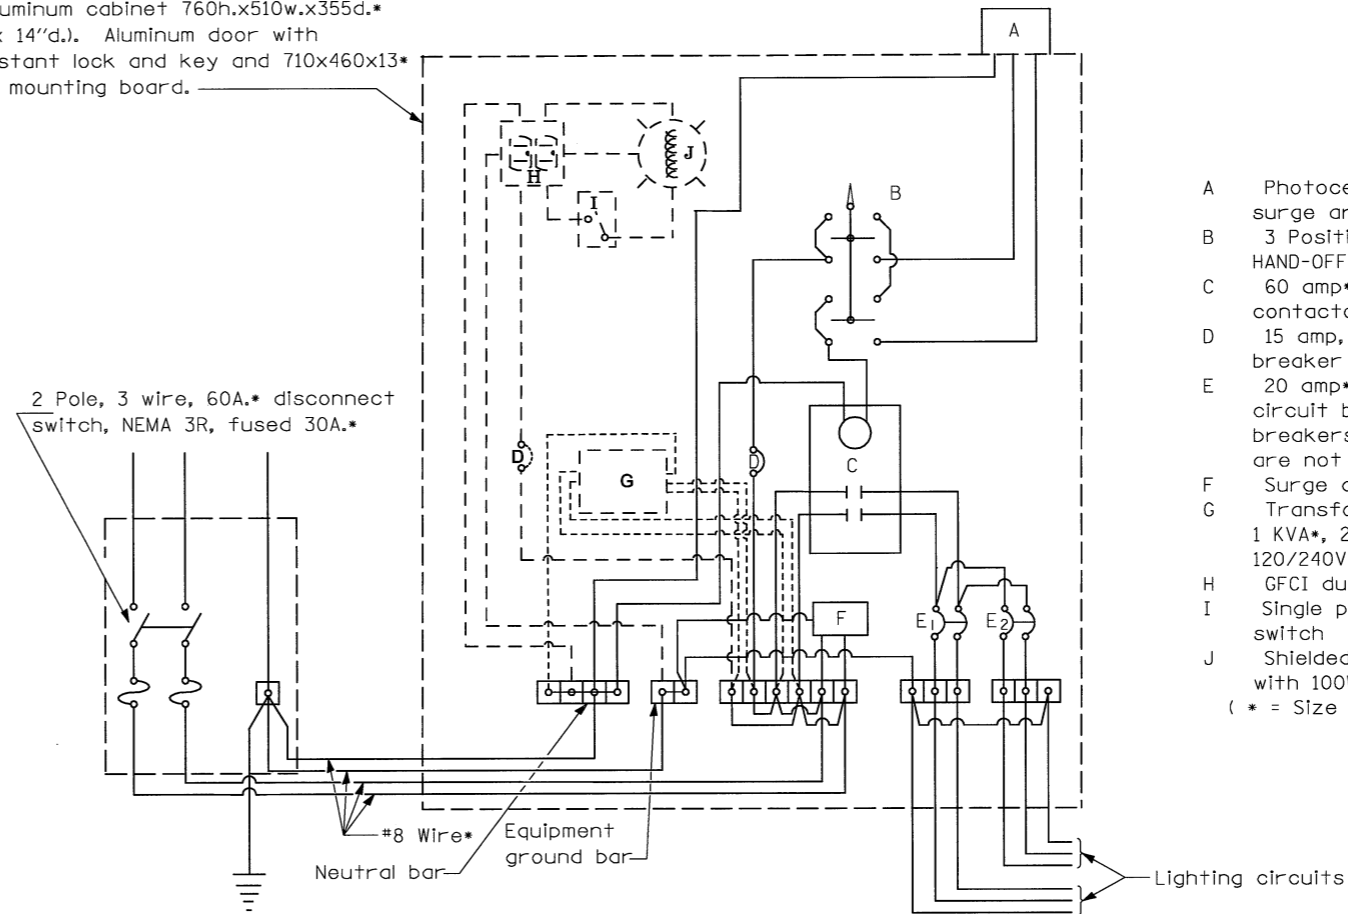 uminum cabinet 760h.x510w.x355d.*
x 14''d.). Aluminum door with
stant lock and key and 710x460x13*
mounting board.
A
B
H
I
J
D
G
D
C
F
E1
E2
2 Pole, 3 wire, 60A.* disconnect
switch, NEMA 3R, fused 30A.*
#8 Wire*
Neutral bar
Equipment
ground bar
Lighting circuits
A Photoce
surge ar
B 3 Positi
HAND-OFF
C 60 amp*
contacto
D 15 amp,
breaker
E 20 amp*
circuit b
breakers
are not
F Surge c
G Transfo
1 KVA*, 2
120/240V
H GFCI du
I Single p
switch
J Shielded
with 100W
( * = Size